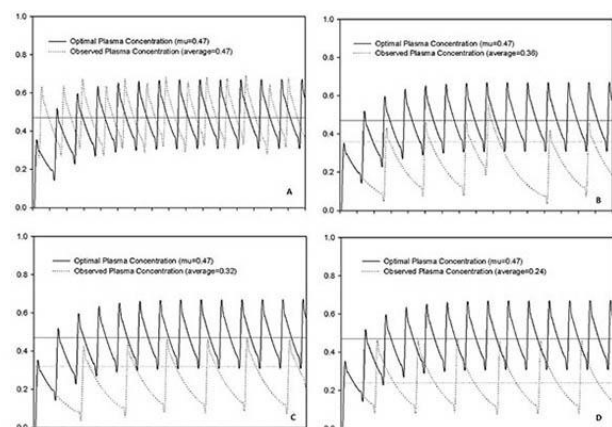 1.0
Optimal Plasma Concentration (mu=0.47)
Observed Plasma Concentration (average=0.47)
0.8
0.6
0.4
0.2
0.0
A
1.0
Optimal Plasma Concentration (mu=0.47)
Observed Plasma Concentration (average=0.36)
0.8
0.6
0.4
0.2
0.0
B
1.0
Optimal Plasma Concentration (mu=0.47)
Observed Plasma Concentration (average=0.32)
0.8
0.6
0.4
0.2
0.0
C
1.0
Optimal Plasma Concentration (mu=0.47)
Observed Plasma Concentration (average=0.24)
0.8
0.6
0.4
0.2
D